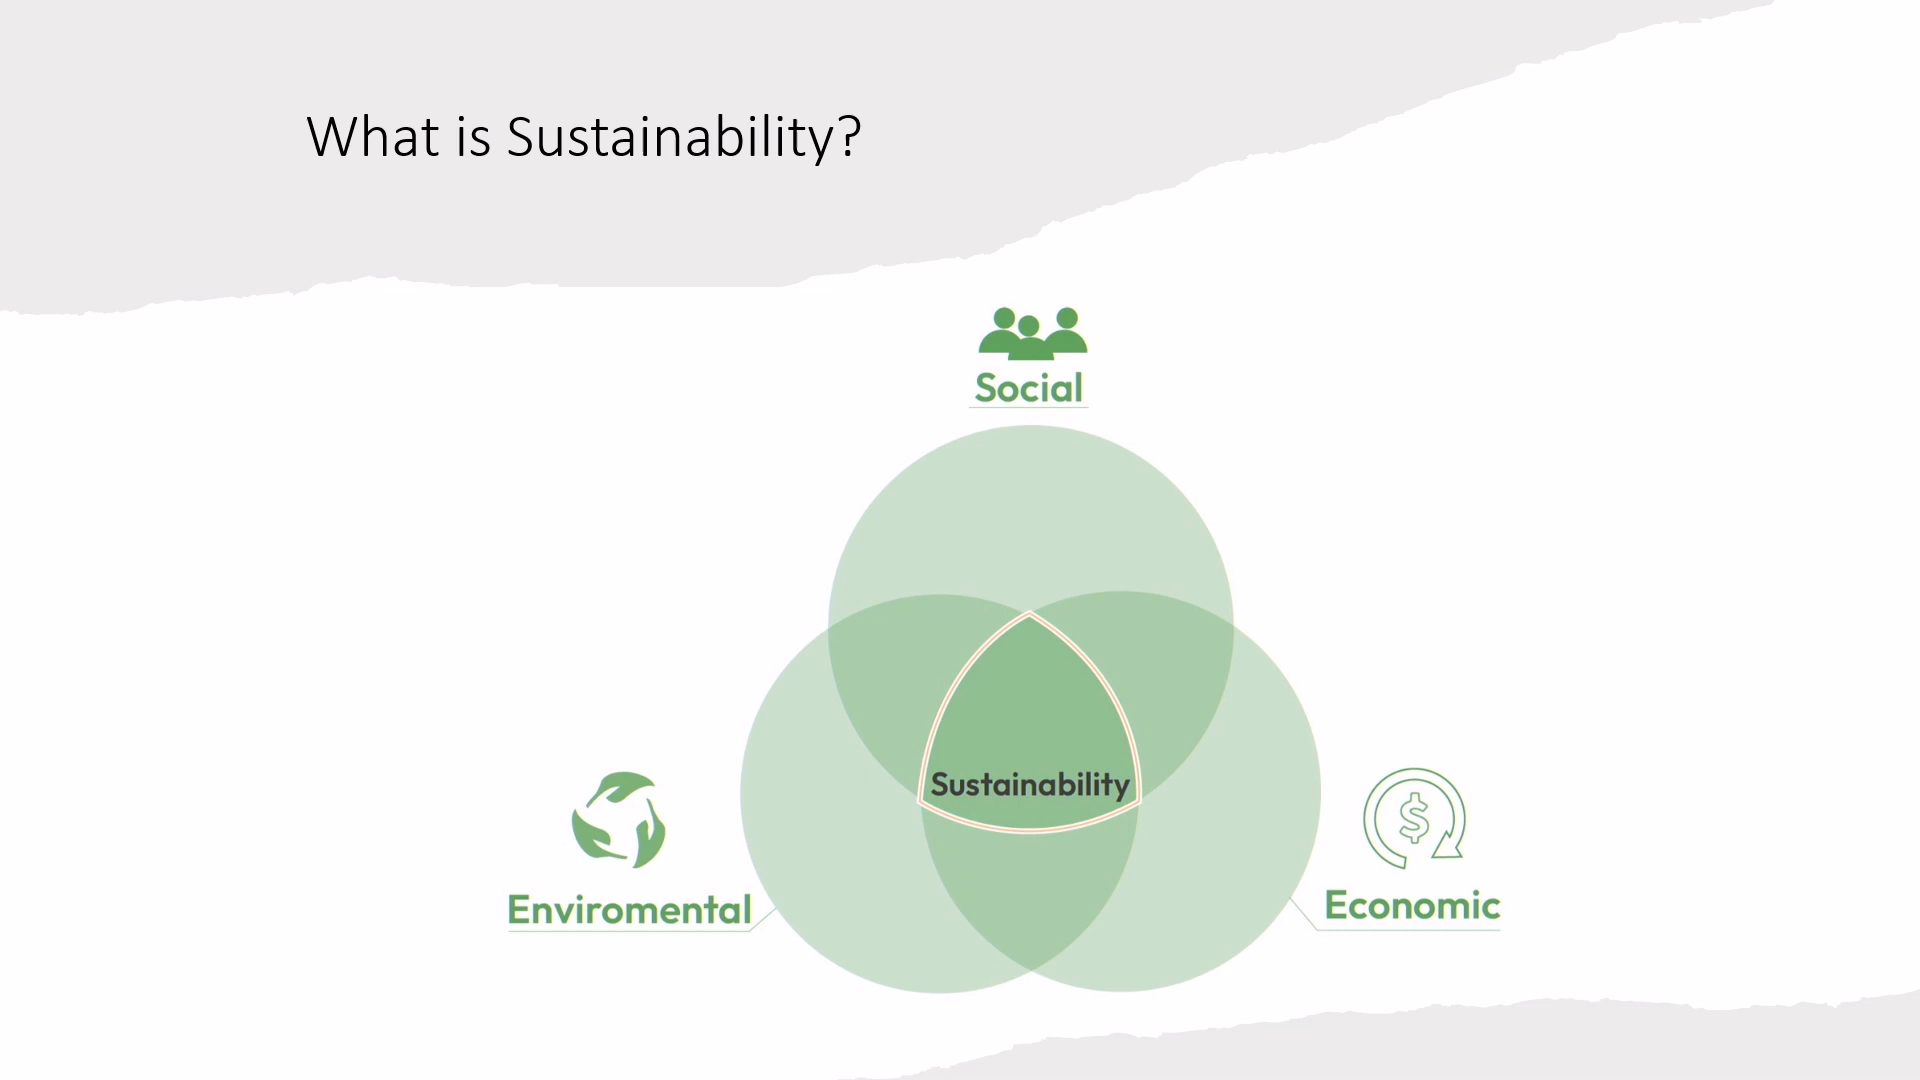 What is Sustainability?
Social
Sustainability
Enviromental
Economic